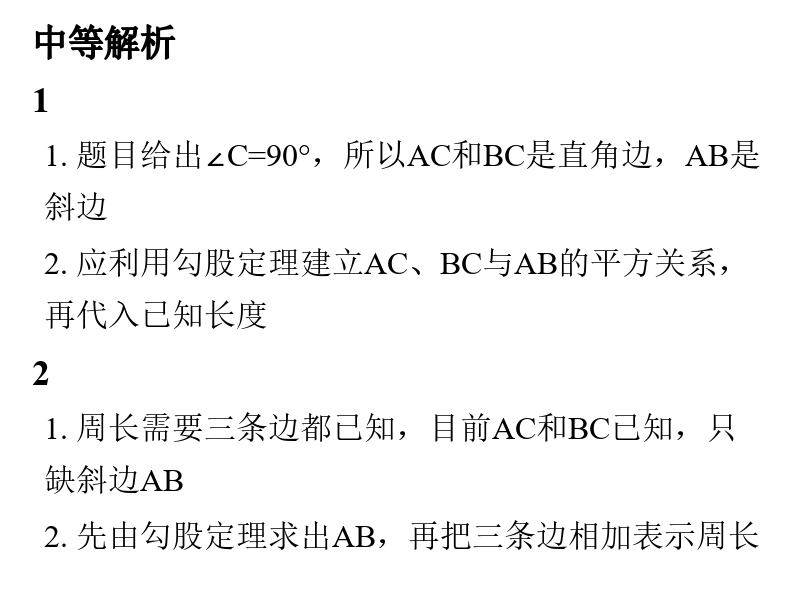 中等解析
1
1. 题目给出∠C=90°，所以AC和BC是直角边，AB是
斜边
2. 应利用勾股定理建立AC、BC与AB的平方关系，
再代入已知长度
2
1. 周长需要三条边都已知，目前AC和BC已知，只
缺斜边AB
2. 先由勾股定理求出AB，再把三条边相加表示周长